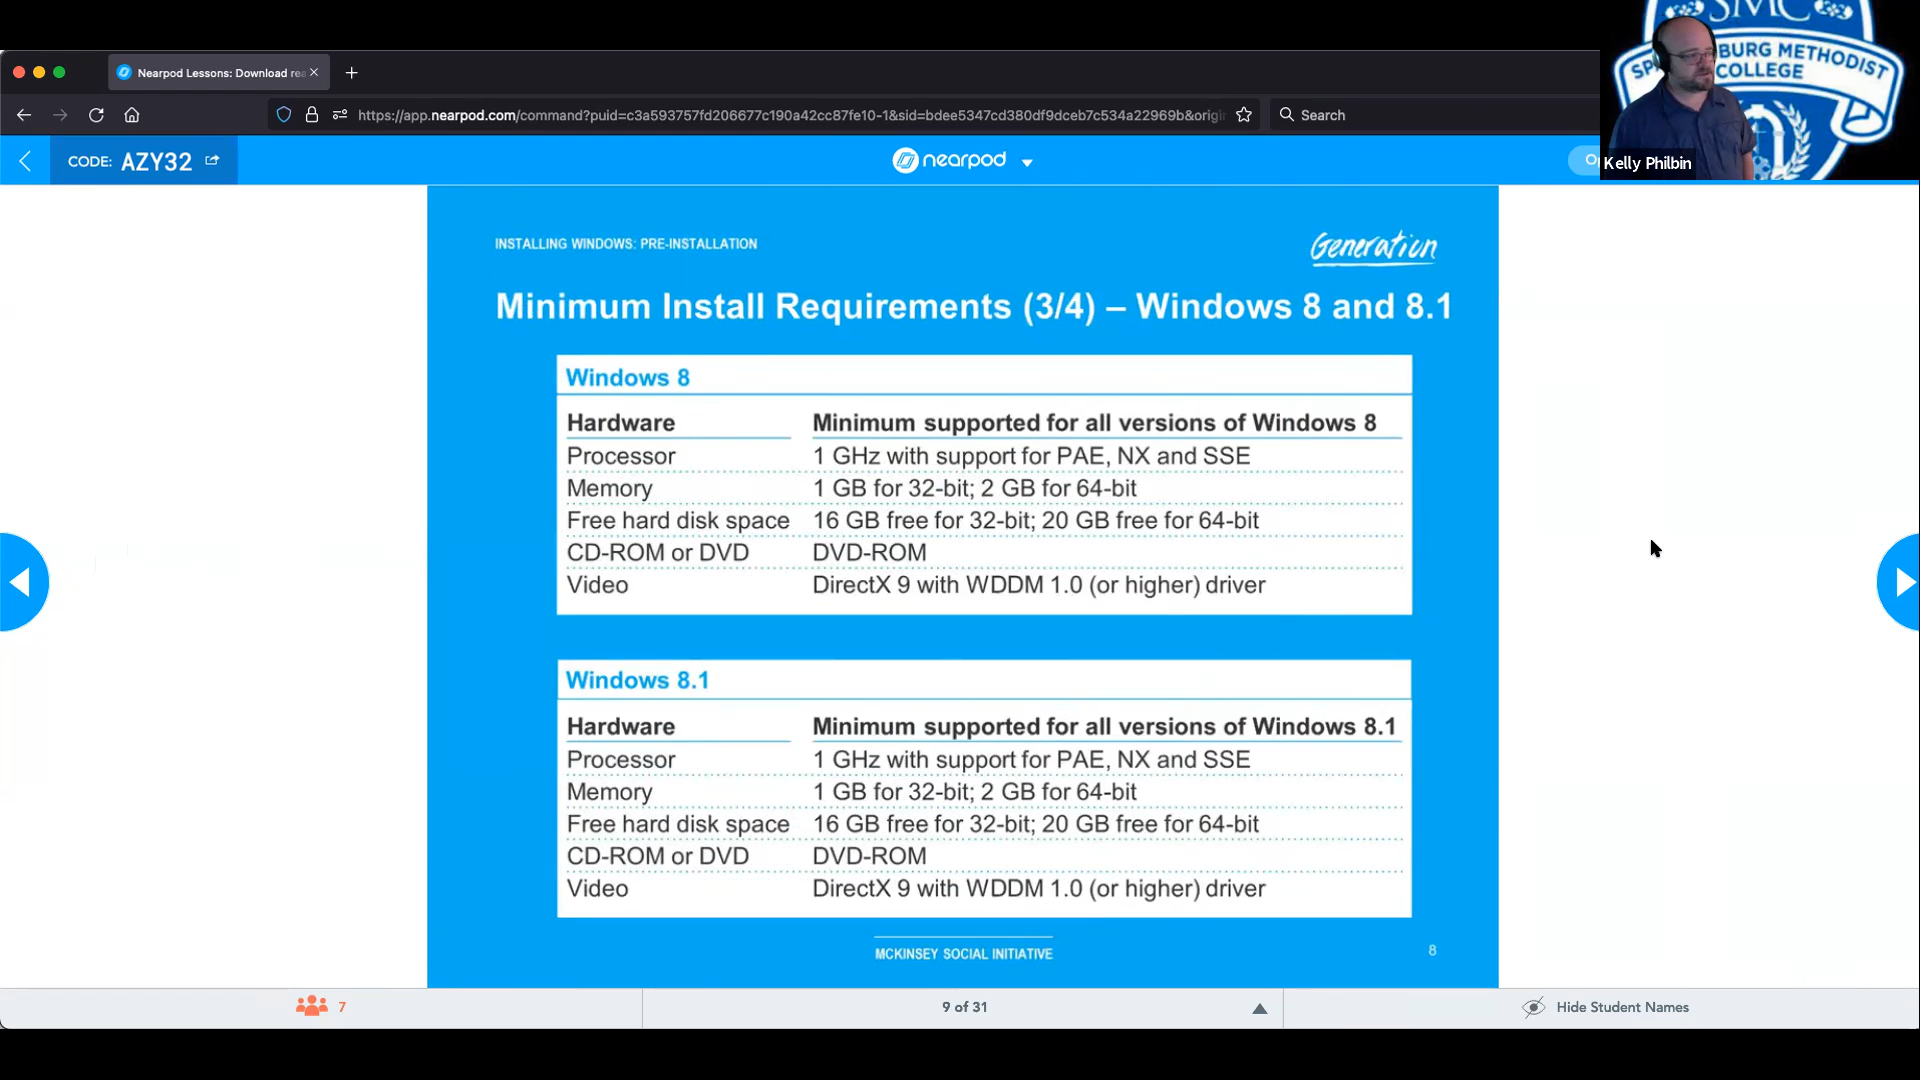 SMC
BURG METHODIST
COLLEGE
Kelly Philbin
Nearpod Lessons: Download rea
https://app.nearpod.com/command?puid=c3a593757fd206677c190a42cc87fe10-1&sid=bdee5347cd380df9dceb7c534a22969b&origin
Search
CODE: AZY32
nearpod
INSTALLING WINDOWS: PRE-INSTALLATION
Generation
Minimum Install Requirements (3/4) – Windows 8 and 8.1
Windows 8
Hardware Minimum supported for all versions of Windows 8
Processor 1 GHz with support for PAE, NX and SSE
Memory 1 GB for 32-bit; 2 GB for 64-bit
Free hard disk space 16 GB free for 32-bit; 20 GB free for 64-bit
CD-ROM or DVD DVD-ROM
Video DirectX 9 with WDDM 1.0 (or higher) driver
Windows 8.1
Hardware Minimum supported for all versions of Windows 8.1
Processor 1 GHz with support for PAE, NX and SSE
Memory 1 GB for 32-bit; 2 GB for 64-bit
Free hard disk space 16 GB free for 32-bit; 20 GB free for 64-bit
CD-ROM or DVD DVD-ROM
Video DirectX 9 with WDDM 1.0 (or higher) driver
MCKINSEY SOCIAL INITIATIVE
8
7
9 of 31
Hide Student Names